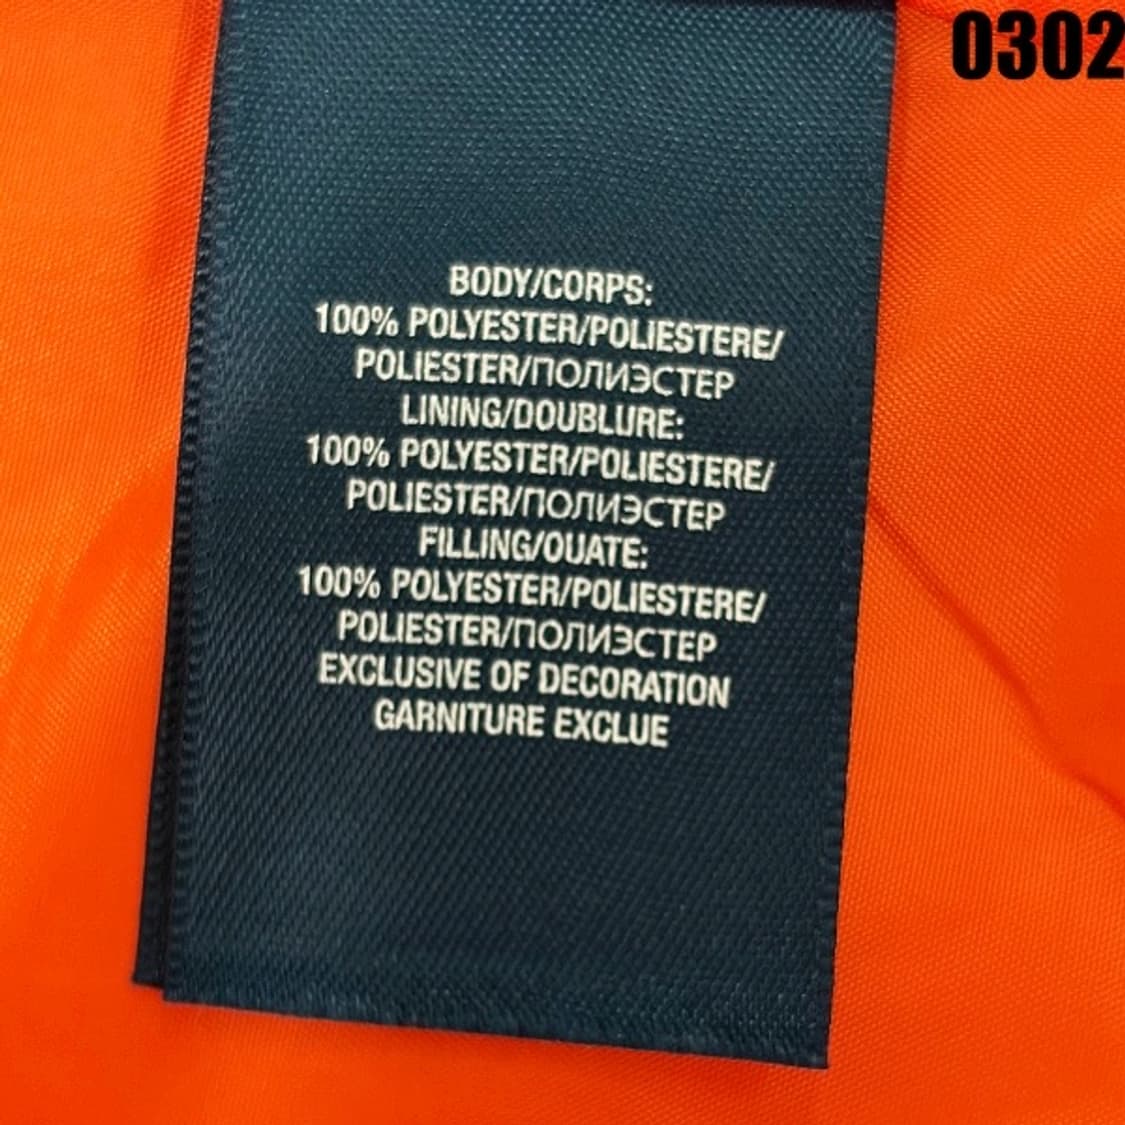 0302
BODY/CORPS:
100% POLYESTER/POLIESTERE/
POLIESTER/ПОЛИЭСТЕР
LINING/DOUBLURE:
100% POLYESTER/POLIESTERE/
POLIESTER/ПОЛИЭСТЕР
FILLING/OUATE:
100% POLYESTER/POLIESTERE/
POLIESTER/ПОЛИЭСТЕР
EXCLUSIVE OF DECORATION
GARNITURE EXCLUE